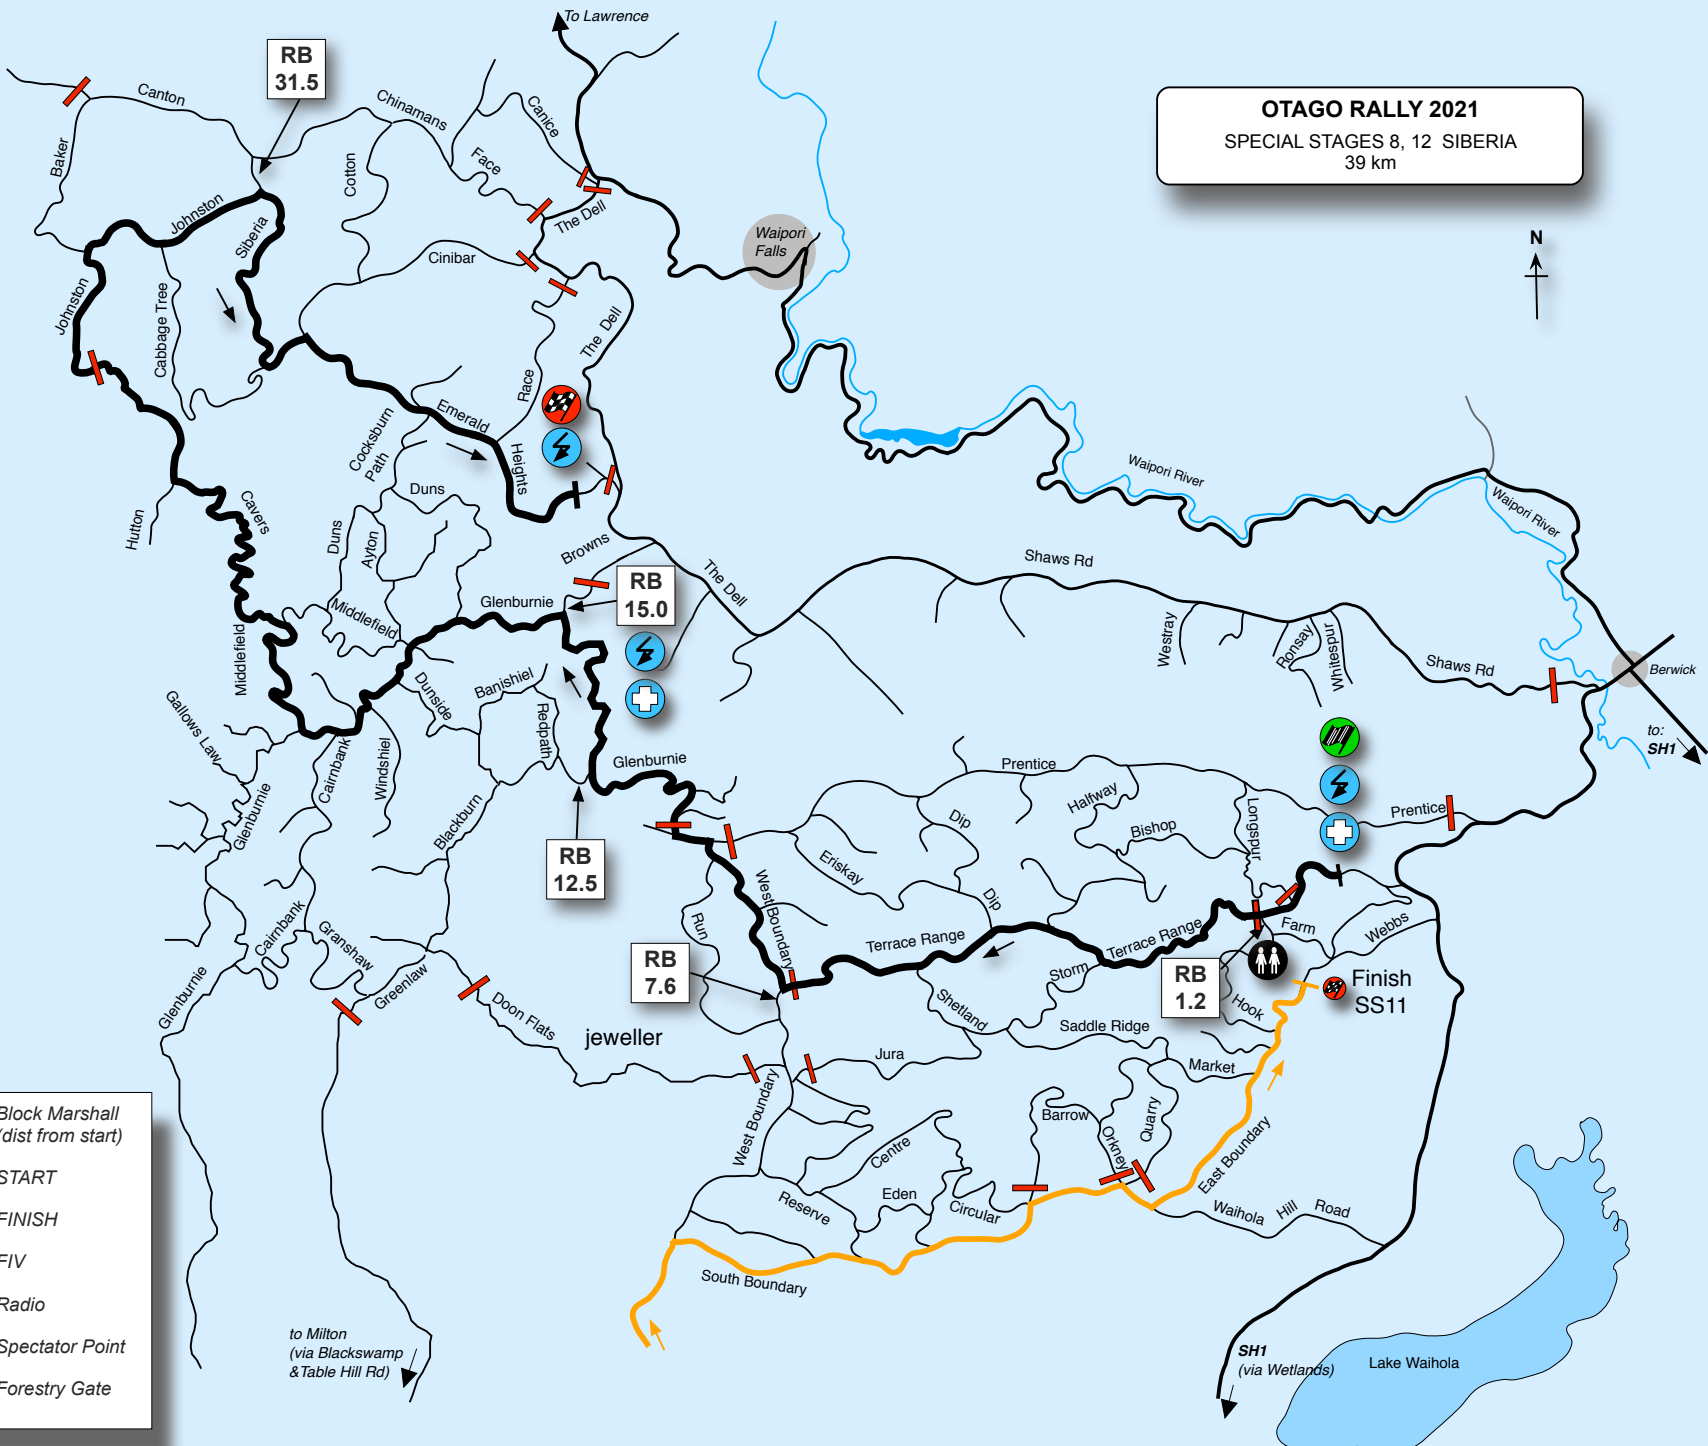 To Lawrence
RB
31.5
OTAGO RALLY 2021
SPECIAL STAGES 8, 12 SIBERIA
39 km
Canton
Chinamans
Canice
Baker
Cotton
Face
Johnston
Siberia
The Dell
Waipori
Falls
N
Cinibar
Johnston
Cabbage Tree
The Dell
Race
Emerald
Cocksburn
Path
Heights
Waipori River
Duns
Waipori River
Cavers
Hutton
Duns
Ayton
Browns
Shaws Rd
The Dell
RB
15.0
Glenburnie
Middlefield
Middlefield
Westray
Ronsay
Whitespur
Shaws Rd
Berwick
Banishiel
Dunside
Redpath
Gallows Law
to:
SH1
Glenburnie
Prentice
Cairnbank
Windshiel
Halfway
Longspur
Prentice
Glenburnie
Blackburn
Dip
Bishop
RB
12.5
Eriskay
West Boundary
Dip
Run
Cairnbank
Granshaw
Terrace Range
Terrace Range
Farm
Webbs
RB
7.6
Storm
RB
1.2
Finish
SS11
Glenburnie
Greenlaw
Doon Flats
Shetland
Hook
jeweller
Saddle Ridge
Jura
Market
West Boundary
Barrow
Orkney
Quarry
Centre
East Boundary
Reserve
Eden
Circular
Waihola Hill Road
South Boundary
Block Marshall
(dist from start)
START
FINISH
FIV
Radio
Spectator Point
Forestry Gate
to Milton
(via Blackswamp
&Table Hill Rd)
SH1
(via Wetlands)
Lake Waihola